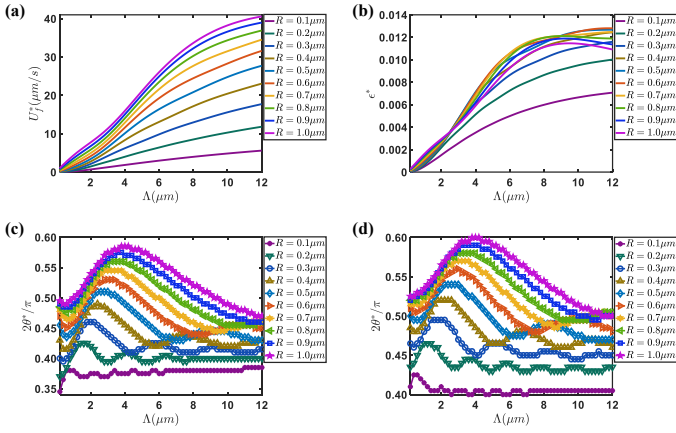 (a)
40
30
20
10
0
U*f(μm/s)
2 4 6 8 10 12
Λ(μm)
R = 0.1μm
R = 0.2μm
R = 0.3μm
R = 0.4μm
R = 0.5μm
R = 0.6μm
R = 0.7μm
R = 0.8μm
R = 0.9μm
R = 1.0μm
(b)
0.014
0.012
0.010
0.008
0.006
0.004
0.002
0
ϵ*
2 4 6 8 10 12
Λ(μm)
R = 0.1μm
R = 0.2μm
R = 0.3μm
R = 0.4μm
R = 0.5μm
R = 0.6μm
R = 0.7μm
R = 0.8μm
R = 0.9μm
R = 1.0μm
(c)
0.60
0.55
0.50
0.45
0.40
0.35
2θ*/π
2 4 6 8 10 12
Λ(μm)
R = 0.1μm
R = 0.2μm
R = 0.3μm
R = 0.4μm
R = 0.5μm
R = 0.6μm
R = 0.7μm
R = 0.8μm
R = 0.9μm
R = 1.0μm
(d)
0.60
0.55
0.50
0.45
0.40
2θ*/π
2 4 6 8 10 12
Λ(μm)
R = 0.1μm
R = 0.2μm
R = 0.3μm
R = 0.4μm
R = 0.5μm
R = 0.6μm
R = 0.7μm
R = 0.8μm
R = 0.9μm
R = 1.0μm